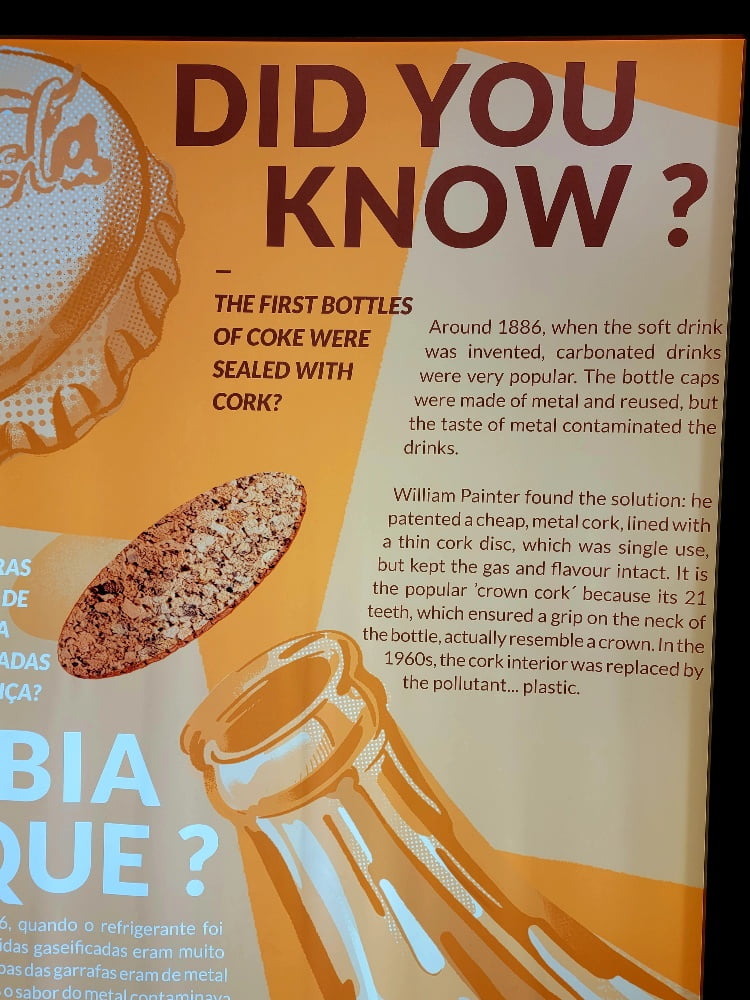 DID YOU
KNOW ?
–
THE FIRST BOTTLES
OF COKE WERE
SEALED WITH
CORK?
Around 1886, when the soft drink
was invented, carbonated drinks
were very popular. The bottle caps
were made of metal and reused, but
the taste of metal contaminated the
drinks.
William Painter found the solution: he
patented a cheap, metal cork, lined with
a thin cork disc, which was single use,
but kept the gas and flavour intact. It is
the popular ´crown cork´ because its 21
teeth, which ensured a grip on the neck of
the bottle, actually resemble a crown. In the
1960s, the cork interior was replaced by
the pollutant... plastic.
DE
A
BIA
QUE ?
6, quando o refrigerante foi
idas gaseificadas eram muito
pas das garrafas eram de metal
o sabor do metal contaminava